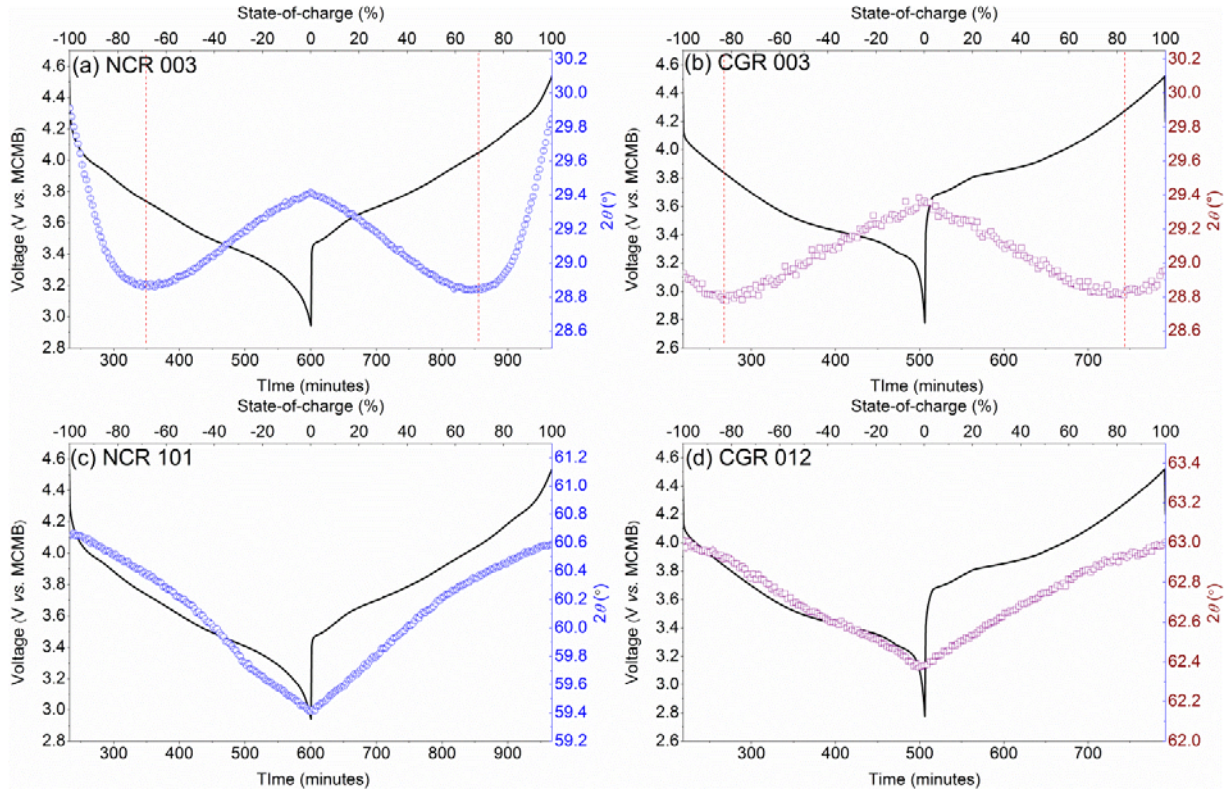 State-of-charge (%)
-100 -80 -60 -40 -20 0 20 40 60 80 100
(a) NCR 003
4.6 4.4 4.2 4.0 3.8 3.6 3.4 3.2 3.0 2.8
Voltage (V vs. MCMB)
30.2 30.0 29.8 29.6 29.4 29.2 29.0 28.8 28.6
2θ (°)
300 400 500 600 700 800 900
TIme (minutes)
State-of-charge (%)
-100 -80 -60 -40 -20 0 20 40 60 80 100
(b) CGR 003
4.6 4.4 4.2 4.0 3.8 3.6 3.4 3.2 3.0 2.8 2.6
Voltage (V vs. MCMB)
30.2 30.0 29.8 29.6 29.4 29.2 29.0 28.8 28.6
2θ (°)
300 400 500 600 700
TIme (minutes)
State-of-charge (%)
-100 -80 -60 -40 -20 0 20 40 60 80 100
(c) NCR 101
4.6 4.4 4.2 4.0 3.8 3.6 3.4 3.2 3.0 2.8
Voltage (V vs. MCMB)
61.2 61.0 60.8 60.6 60.4 60.2 60.0 59.8 59.6 59.4 59.2
2θ (°)
300 400 500 600 700 800 900
TIme (minutes)
State-of-charge (%)
-100 -80 -60 -40 -20 0 20 40 60 80 100
(d) CGR 012
4.6 4.4 4.2 4.0 3.8 3.6 3.4 3.2 3.0 2.8 2.6
Voltage (V vs. MCMB)
63.4 63.2 63.0 62.8 62.6 62.4 62.2 62.0
2θ (°)
300 400 500 600 700
Time (minutes)